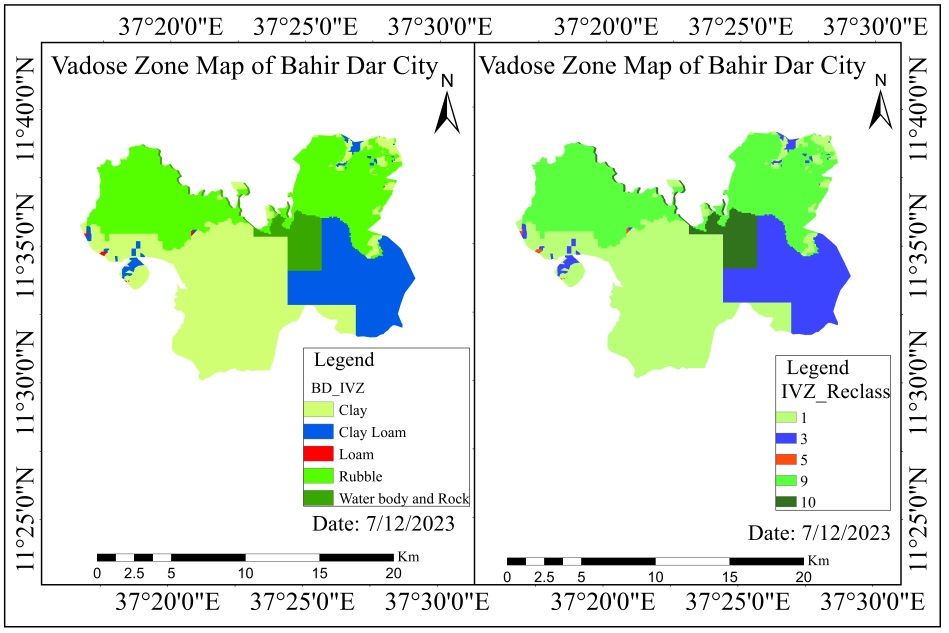 37°20'0"E 37°25'0"E 37°30'0"E 37°20'0"E 37°25'0"E 37°30'0"E
Vadose Zone Map of Bahir Dar City
N
11°40'0"N
11°35'0"N
11°30'0"N
11°25'0"N
Legend
BD_IVZ
Clay
Clay Loam
Loam
Rubble
Water body and Rock
Date: 7/12/2023
Km
0 2.5 5 10 15 20
Vadose Zone Map of Bahir Dar City
N
11°40'0"N
11°35'0"N
11°30'0"N
11°25'0"N
Legend
IVZ_Reclass
1
3
5
9
10
Date: 7/12/2023
Km
0 2.5 5 10 15 20
37°20'0"E 37°25'0"E 37°30'0"E 37°20'0"E 37°25'0"E 37°30'0"E